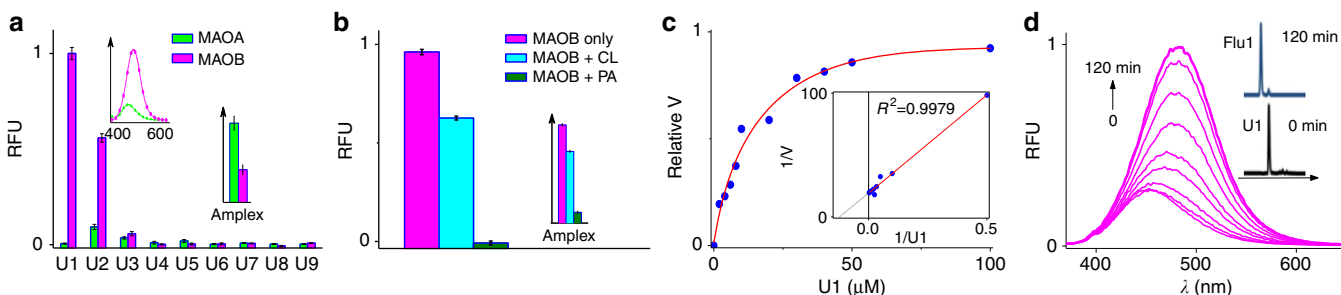 a
1
RFU
0
MAOA
MAOB
400 600
Amplex
U1 U2 U3 U4 U5 U6 U7 U8 U9
b
1
RFU
0
MAOB only
MAOB + CL
MAOB + PA
Amplex
c
1
Relative V
0
0 50 100
U1 (μM)
100
R²=0.9979
1/V
0
0.0 0.5
1/U1
d
1
RFU
0
120 min
0
Flu1 120 min
U1 0 min
400 500 600
λ (nm)